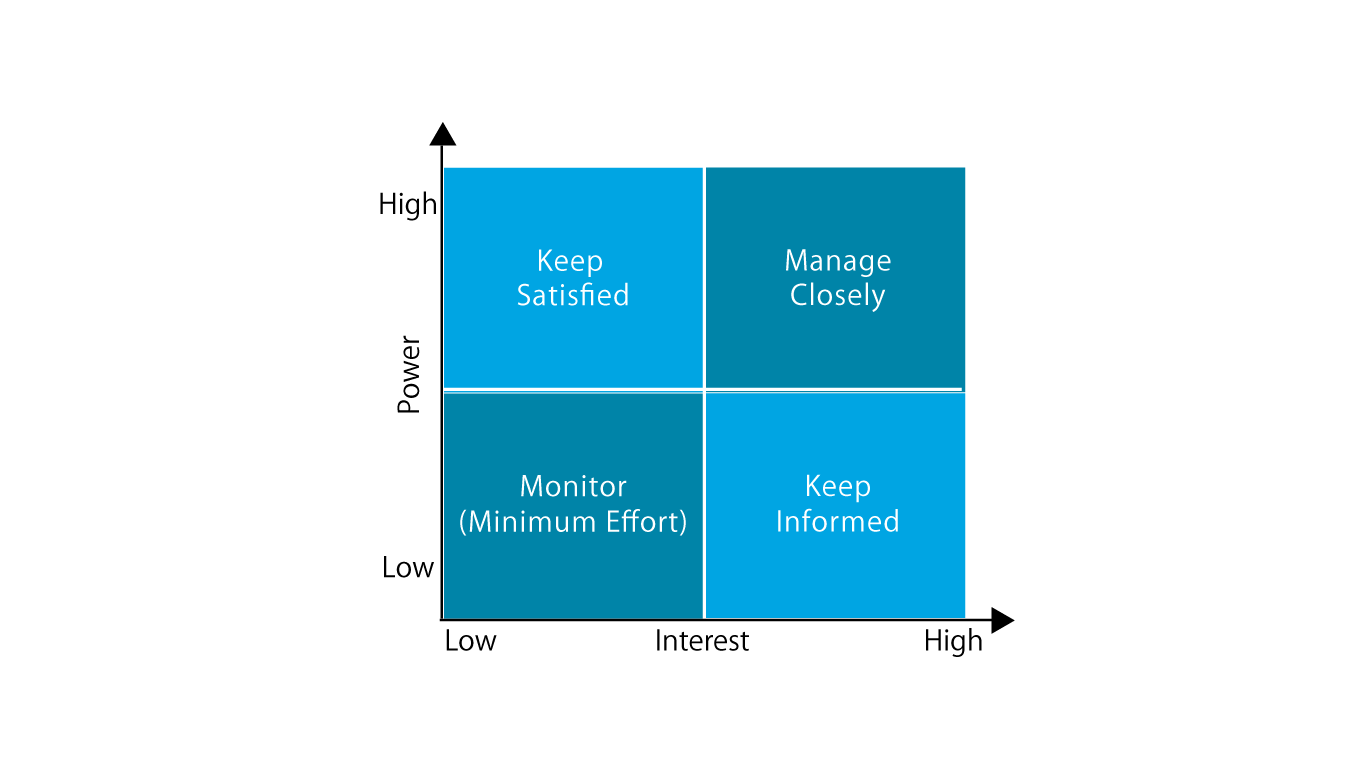 High
Keep
Satisfied
Manage
Closely
Power
Monitor
(Minimum Effort)
Keep
Informed
Low
Low
Interest
High